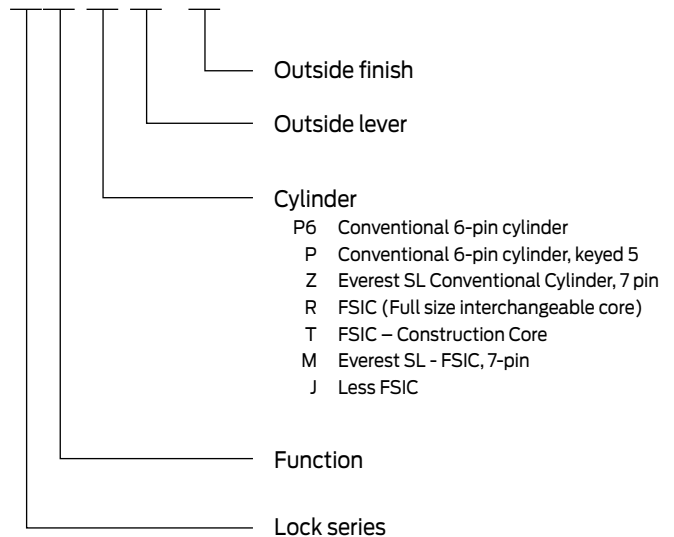 Outside finish
Outside lever
Cylinder
P6 Conventional 6-pin cylinder
P Conventional 6-pin cylinder, keyed 5
Z Everest SL Conventional Cylinder, 7 pin
R FSIC (Full size interchangeable core)
T FSIC – Construction Core
M Everest SL - FSIC, 7-pin
J Less FSIC
Function
Lock series